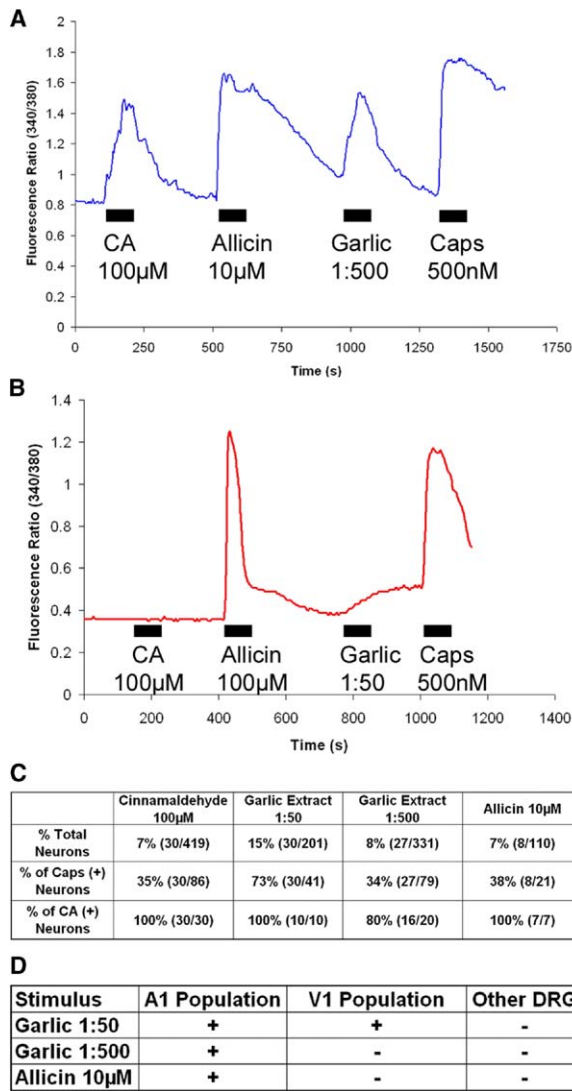 A
Fluorescence Ratio (340/380)
2
1.8
1.6
1.4
1.2
1
0.8
0.6
0.4
0.2
0
CA Allicin Garlic Caps
100µM 10µM 1:500 500nM
0 250 500 750 1000 1250 1500 1750
Time (s)
B
Fluorescence Ratio (340/380)
1.4
1.2
1
0.8
0.6
0.4
0.2
0
CA Allicin Garlic Caps
100µM 100µM 1:50 500nM
0 200 400 600 800 1000 1200 1400
Time (s)
C
Cinnamaldehyde 100µM Garlic Extract 1:50 Garlic Extract 1:500 Allicin 10µM
% Total Neurons 7% (30/419) 15% (30/201) 8% (27/331) 7% (8/110)
% of Caps (+) Neurons 35% (30/86) 73% (30/41) 34% (27/79) 38% (8/21)
% of CA (+) Neurons 100% (30/30) 100% (10/10) 80% (16/20) 100% (7/7)
D
Stimulus A1 Population V1 Population Other DRG
Garlic 1:50 + + -
Garlic 1:500 + - -
Allicin 10µM + - -